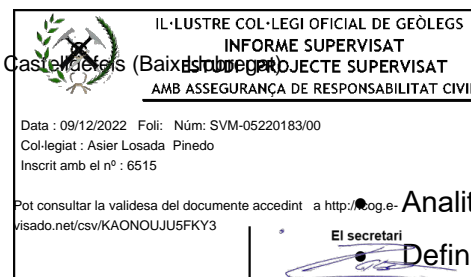 IL·LUSTRE COL·LEGI OFICIAL DE GEÒLEGS
INFORME SUPERVISAT
Castelldefels (Baix Llobregat).
ESTUDI O PROJECTE SUPERVISAT
AMB ASSEGURANÇA DE RESPONSABILITAT CIVI
Data : 09/12/2022 Foli: Núm: SVM-05220183/00
Col·legiat : Asier Losada Pinedo
Inscrit amb el nº : 6515
Pot consultar la validesa del documente accedint a http://cog.e-
visado.net/csv/KAONOUJU5FKY3
• Analit
El secretari
• Defin